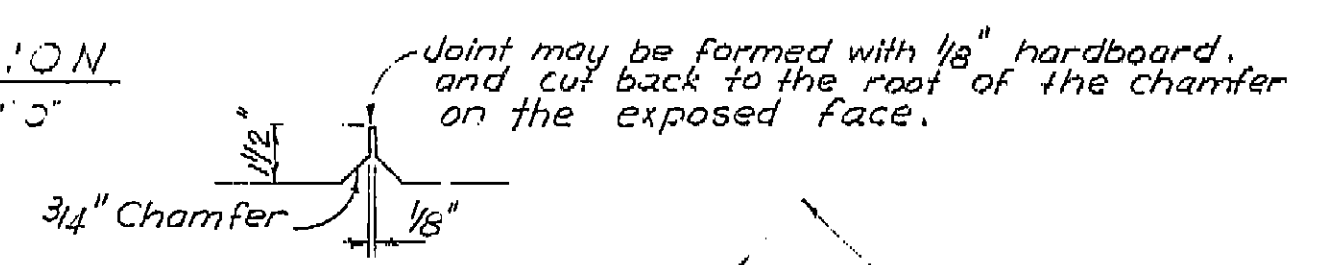 Joint may be formed with 1/8" hardboard.
and cut back to the root of the chamfer
on the exposed face.
1 1/2"
3/4" Chamfer
1/8"